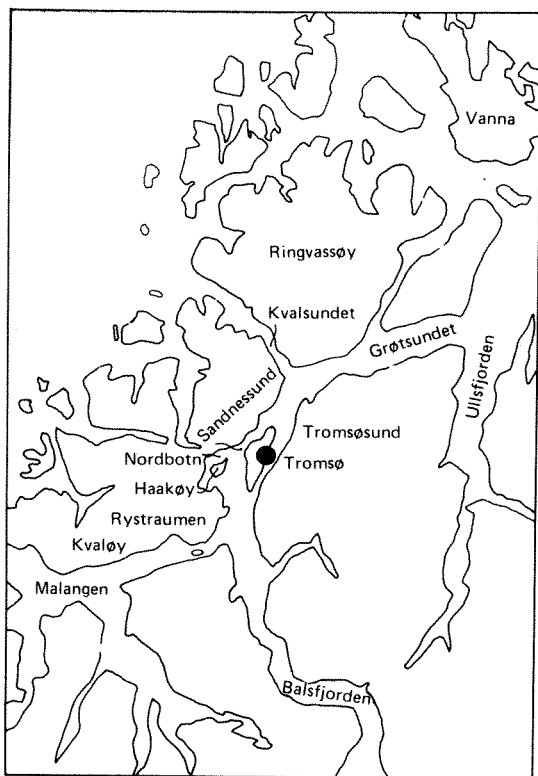 Vanna
Ringvassøy
Kvalsundet
Grøtsundet
Ullsfjorden
Sandnessund
Tromsøsund
Nordbotn
Tromsø
Haakøy
Rystraumen
Kvaløy
Malangen
Balsfjorden